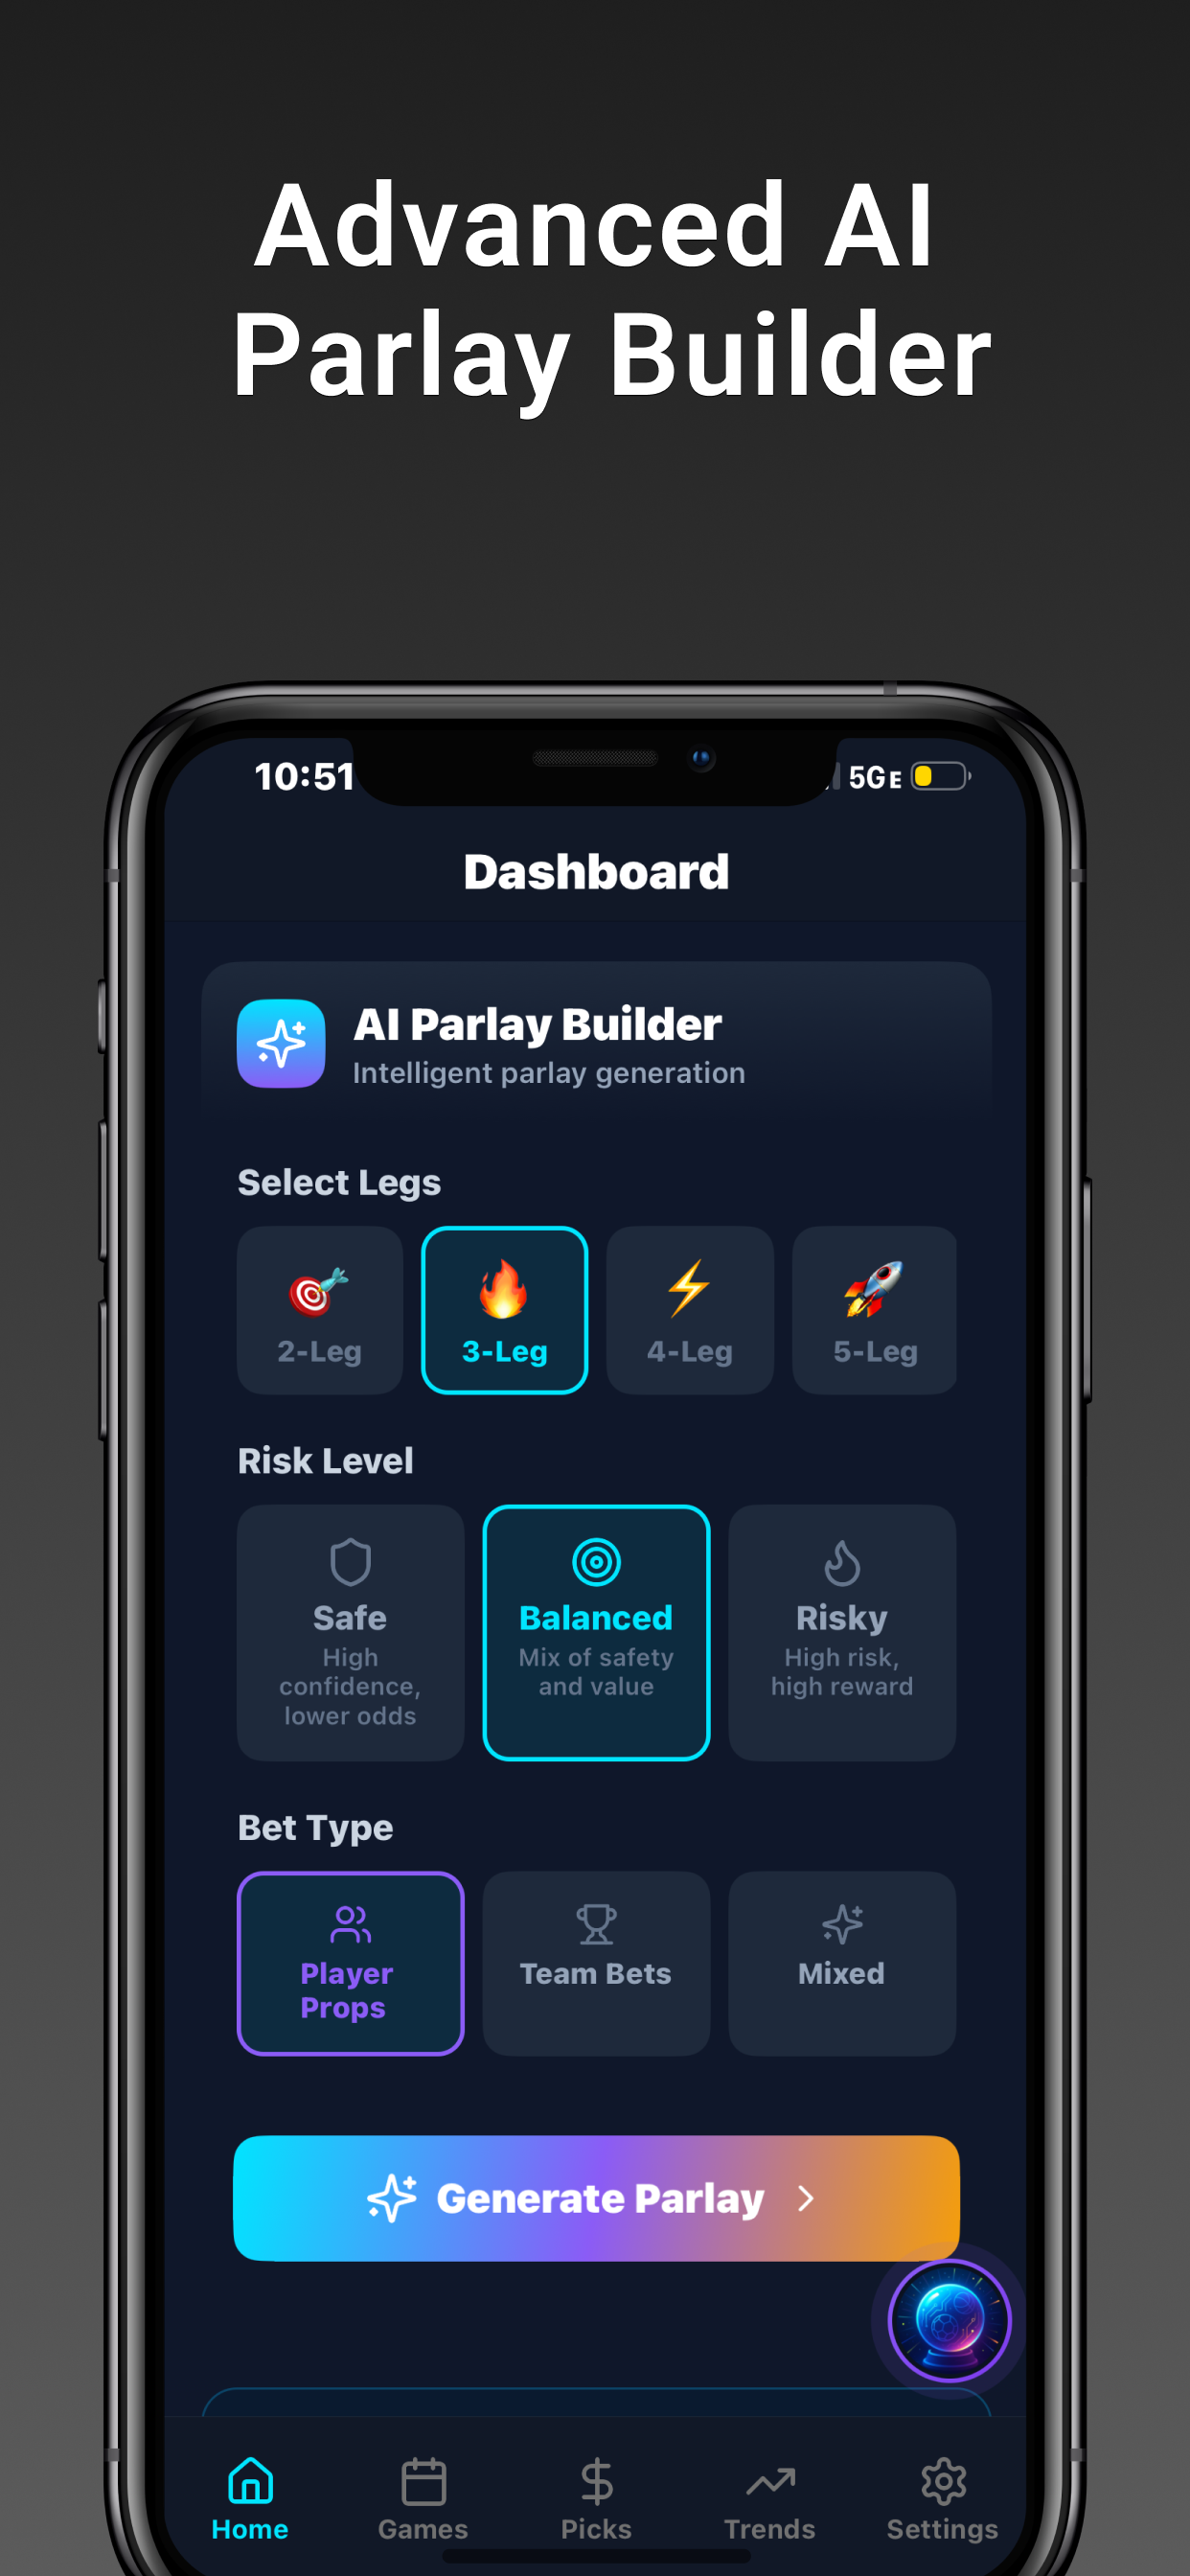 Advanced AI
Parlay Builder
10:51
5GE
Dashboard
AI Parlay Builder
Intelligent parlay generation
Select Legs
2-Leg
3-Leg
4-Leg
5-Leg
Risk Level
Safe
High
confidence,
lower odds
Balanced
Mix of safety
and value
Risky
High risk,
high reward
Bet Type
Player
Props
Team Bets
Mixed
Generate Parlay
Home
Games
Picks
Trends
Settings